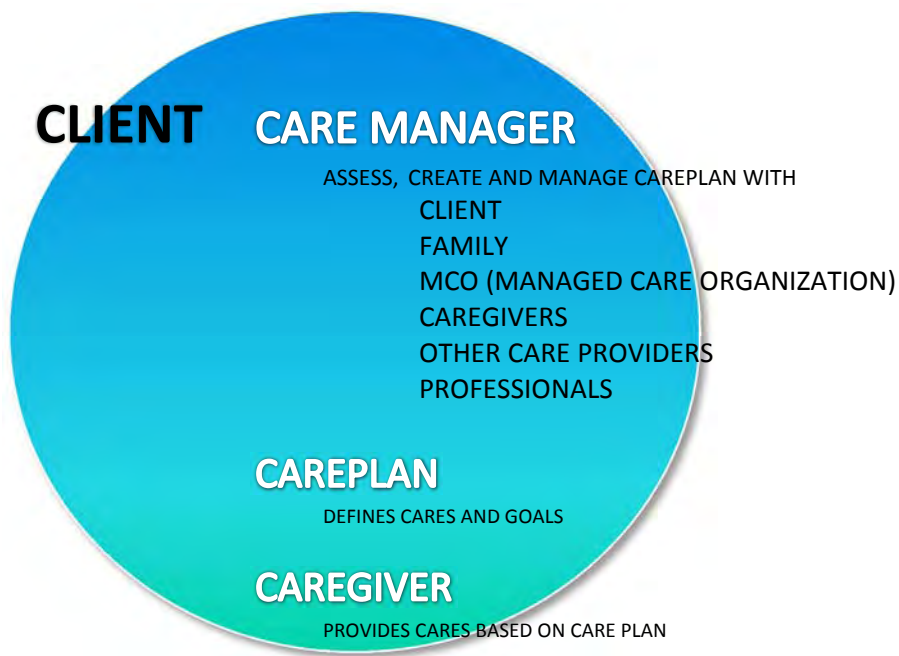 CLIENT CARE MANAGER
ASSESS, CREATE AND MANAGE CAREPLAN WITH
CLIENT
FAMILY
MCO (MANAGED CARE ORGANIZATION)
CAREGIVERS
OTHER CARE PROVIDERS
PROFESSIONALS
CAREPLAN
DEFINES CARES AND GOALS
CAREGIVER
PROVIDES CARES BASED ON CARE PLAN